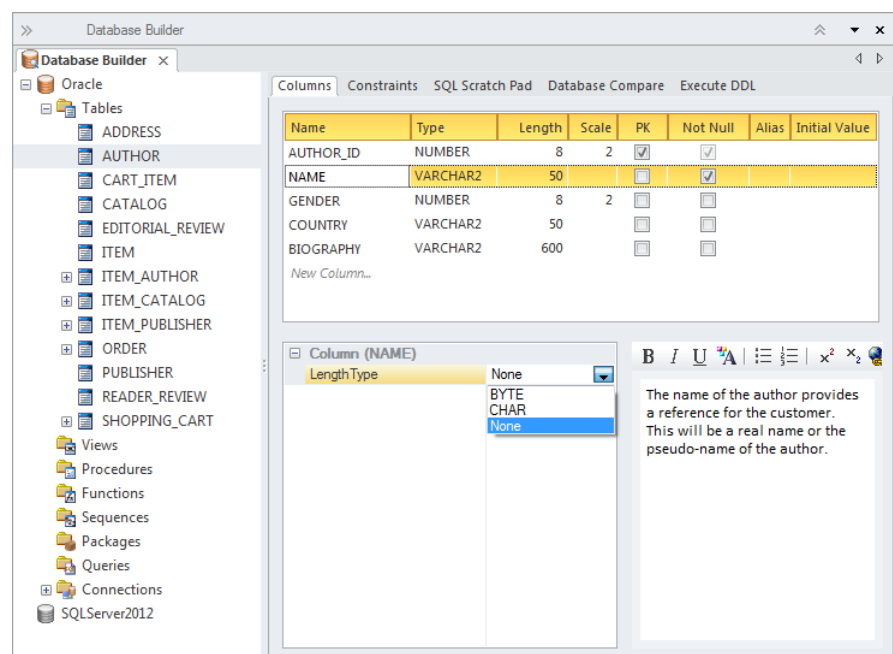 Database Builder
Database Builder
Oracle
Tables
ADDRESS
AUTHOR
CART_ITEM
CATALOG
EDITORIAL_REVIEW
ITEM
ITEM_AUTHOR
ITEM_CATALOG
ITEM_PUBLISHER
ORDER
PUBLISHER
READER_REVIEW
SHOPPING_CART
Views
Procedures
Functions
Sequences
Packages
Queries
Connections
SQLServer2012
Columns Constraints SQL Scratch Pad Database Compare Execute DDL
Name Type Length Scale PK Not Null Alias Initial Value
AUTHOR_ID NUMBER 8 2
NAME VARCHAR2 50
GENDER NUMBER 8 2
COUNTRY VARCHAR2 50
BIOGRAPHY VARCHAR2 600
New Column...
Column (NAME)
LengthType None
BYTE
CHAR
None
B I U A x² x₂
The name of the author provides
a reference for the customer.
This will be a real name or the
pseudo-name of the author.